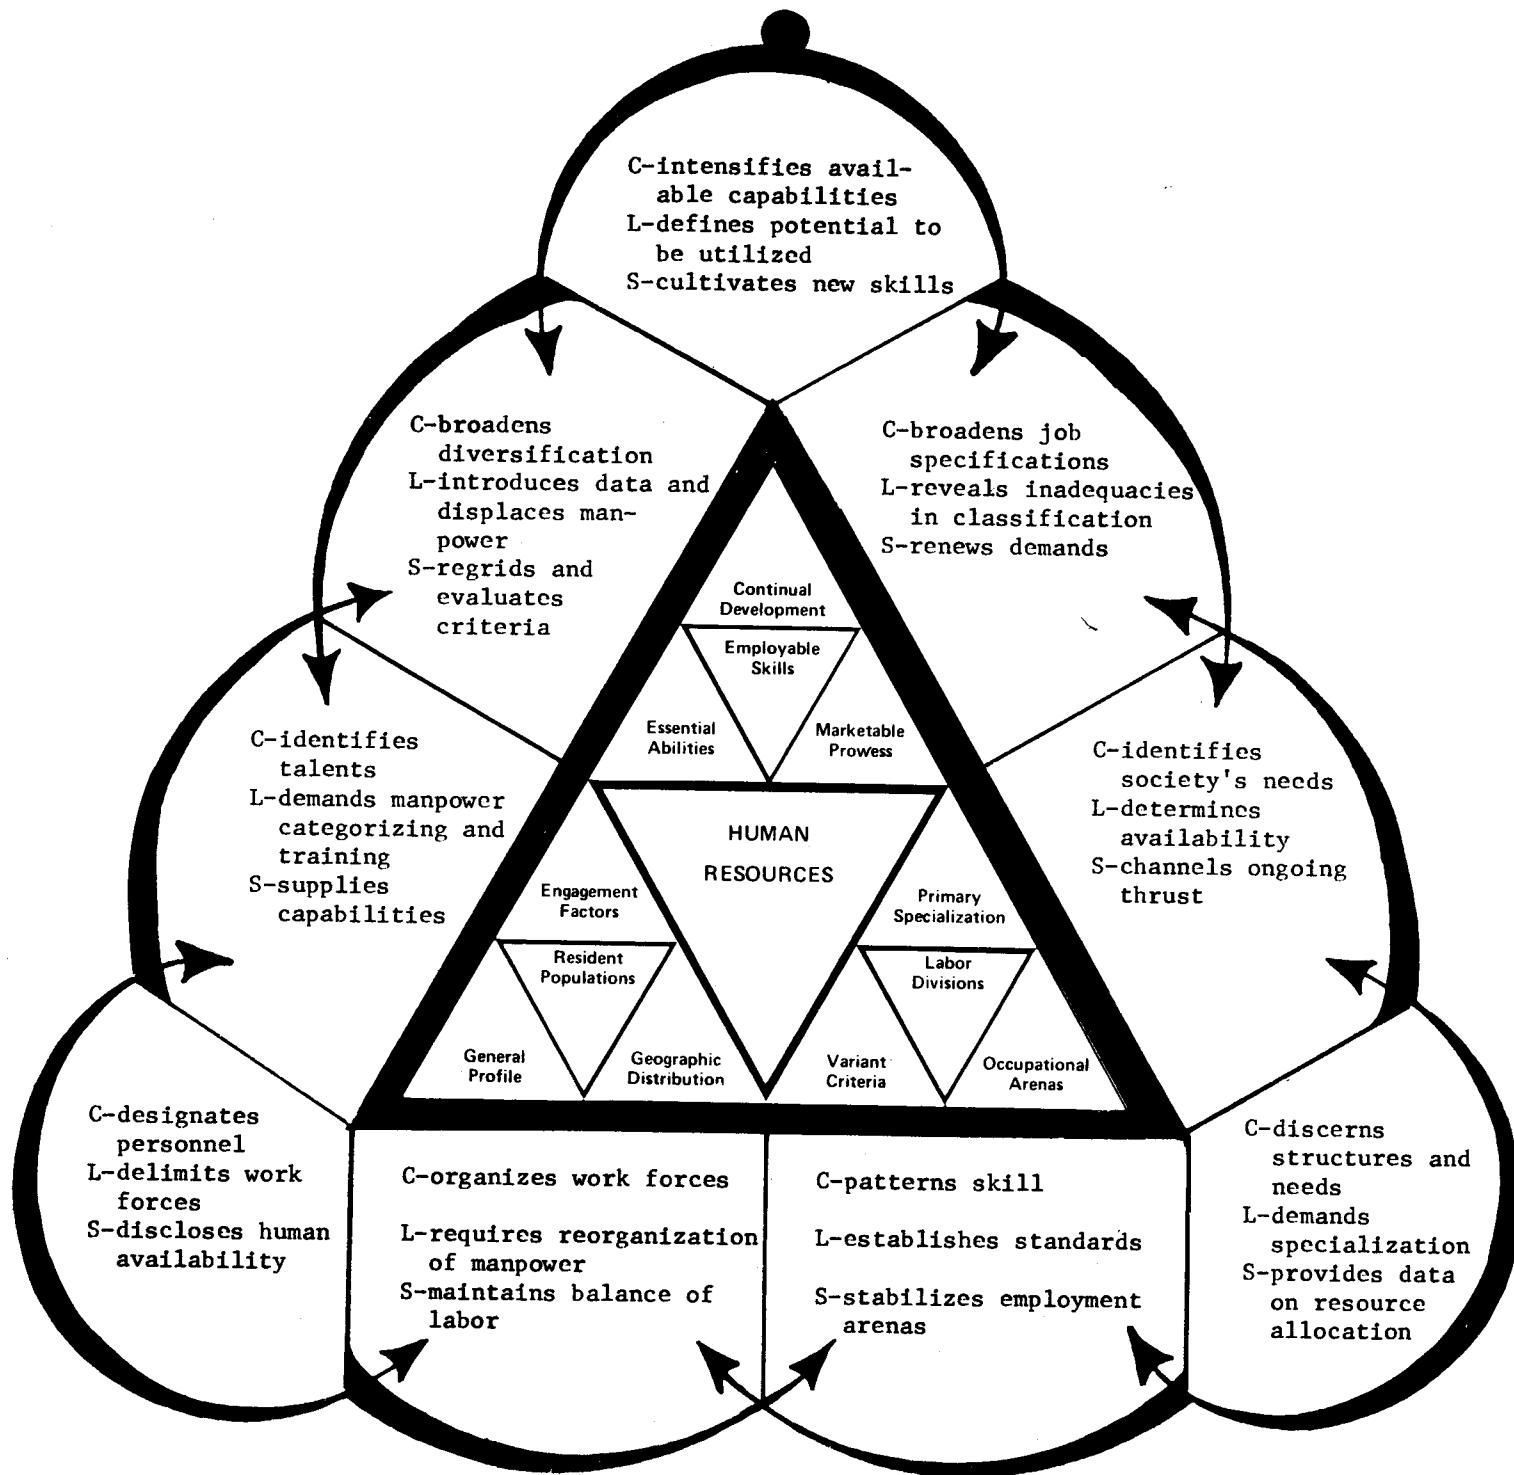 C-intensifies avail-
able capabilities
L-defines potential to
be utilized
S-cultivates new skills
C-broadens
diversification
L-introduces data and
displaces man-
power
S-regrids and
evaluates
criteria
C-broadens job
specifications
L-reveals inadequacies
in classification
S-renews demands
Continual
Development
Employable
Skills
Essential
Abilities
Marketable
Prowess
C-identifies
talents
L-demands manpower
categorizing and
training
S-supplies
capabilities
C-identifies
society's needs
L-determines
availability
S-channels ongoing
thrust
HUMAN
RESOURCES
Engagement
Factors
Resident
Populations
General
Profile
Geographic
Distribution
Primary
Specialization
Labor
Divisions
Variant
Criteria
Occupational
Arenas
C-designates
personnel
L-delimits work
forces
S-discloses human
availability
C-organizes work forces
L-requires reorganization
of manpower
S-maintains balance of
labor
C-patterns skill
L-establishes standards
S-stabilizes employment
arenas
C-discerns
structures and
needs
L-demands
specialization
S-provides data
on resource
allocation